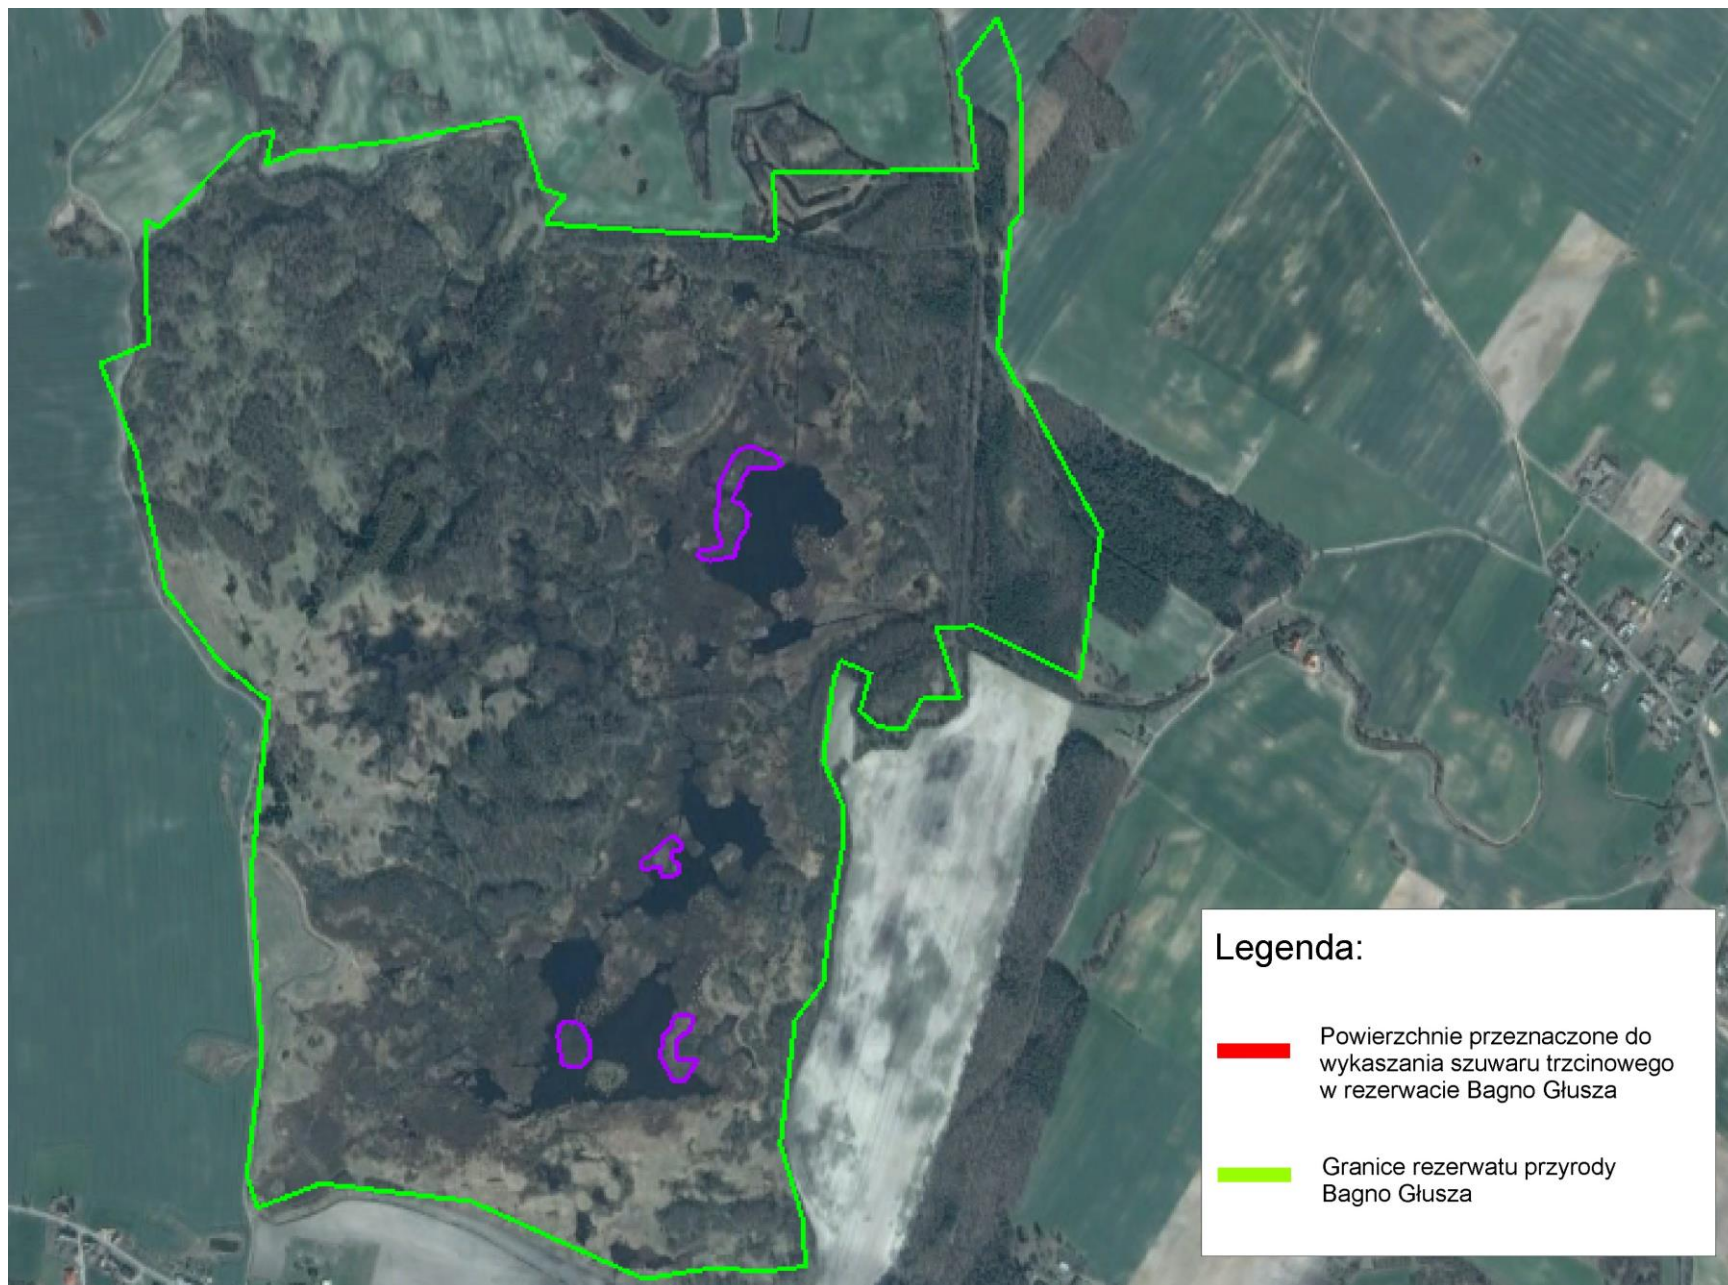 Legenda:
Powierzchnie przeznaczone do
wykaszania szuwaru trzcinowego
w rezerwacie Bagno Głusza
Granice rezerwatu przyrody
Bagno Głusza